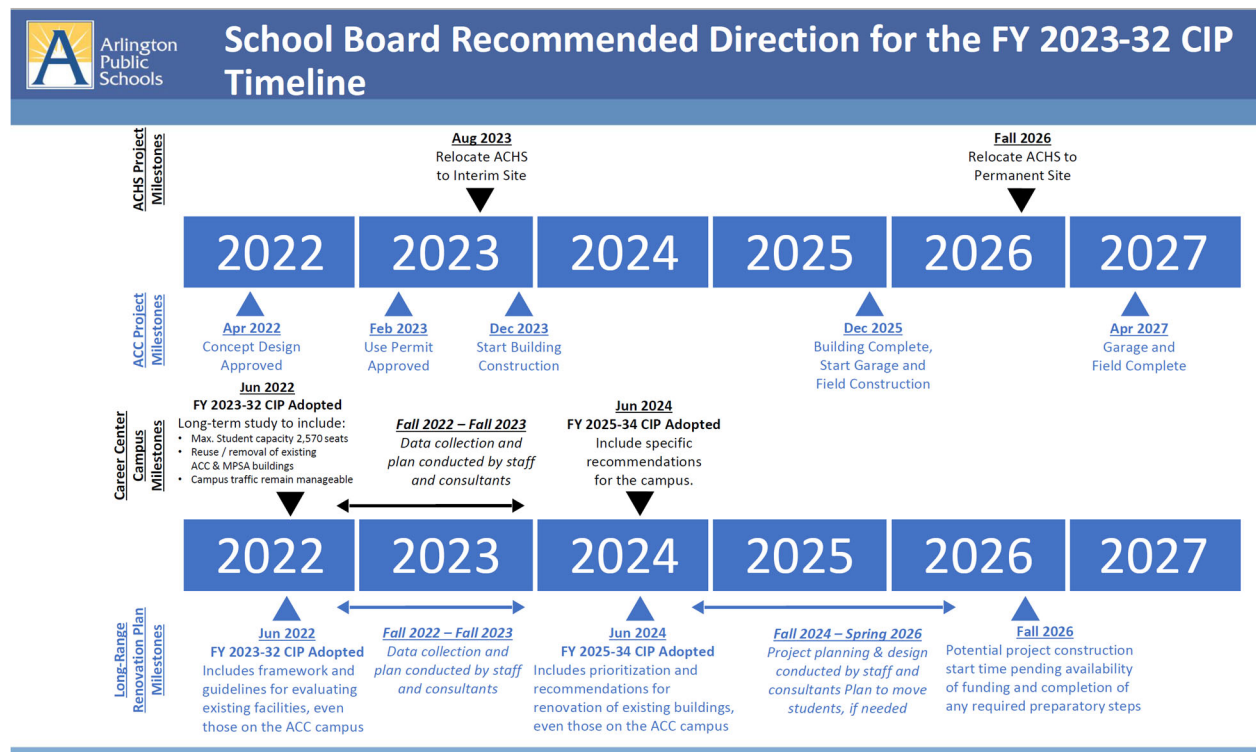 Arlington
Public
Schools
School Board Recommended Direction for the FY 2023-32 CIP
Timeline
ACHS Project
Milestones
Aug 2023
Relocate ACHS
to Interim Site
Fall 2026
Relocate ACHS to
Permanent Site
2022
2023
2024
2025
2026
2027
ACC Project
Milestones
Apr 2022
Concept Design
Approved
Feb 2023
Use Permit
Approved
Dec 2023
Start Building
Construction
Dec 2025
Building Complete,
Start Garage and
Field Construction
Apr 2027
Garage and
Field Complete
Career Center
Campus
Milestones
Jun 2022
FY 2023-32 CIP Adopted
Long-term study to include:
• Max. Student capacity 2,570 seats
• Reuse / removal of existing
ACC & MPSA buildings
• Campus traffic remain manageable
Fall 2022 – Fall 2023
Data collection and
plan conducted by staff
and consultants
Jun 2024
FY 2025-34 CIP Adopted
Include specific
recommendations
for the campus.
2022
2023
2024
2025
2026
2027
Long-Range
Renovation Plan
Milestones
Jun 2022
FY 2023-32 CIP Adopted
Includes framework and
guidelines for evaluating
existing facilities, even
those on the ACC campus
Fall 2022 – Fall 2023
Data collection and
plan conducted by staff
and consultants
Jun 2024
FY 2025-34 CIP Adopted
Includes prioritization and
recommendations for
renovation of existing buildings,
even those on the ACC campus
Fall 2024 – Spring 2026
Project planning & design
conducted by staff and
consultants Plan to move
students, if needed
Fall 2026
Potential project construction
start time pending availability
of funding and completion of
any required preparatory steps